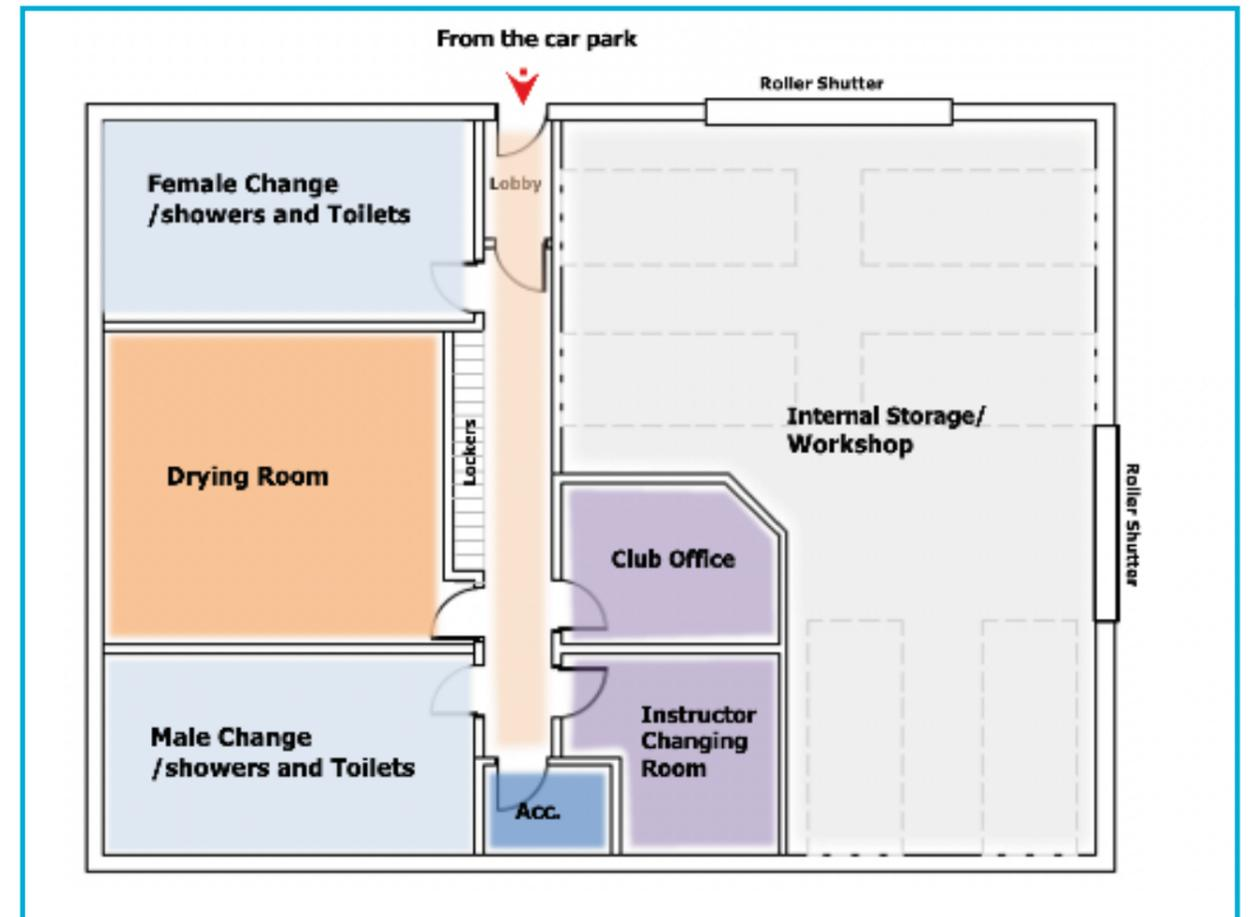 From the car park
Roller Shutter
Female Change
/showers and Toilets
Lobby
Internal Storage/
Workshop
Lockers
Drying Room
Roller Shutter
Club Office
Instructor
Changing
Room
Male Change
/showers and Toilets
Acc.